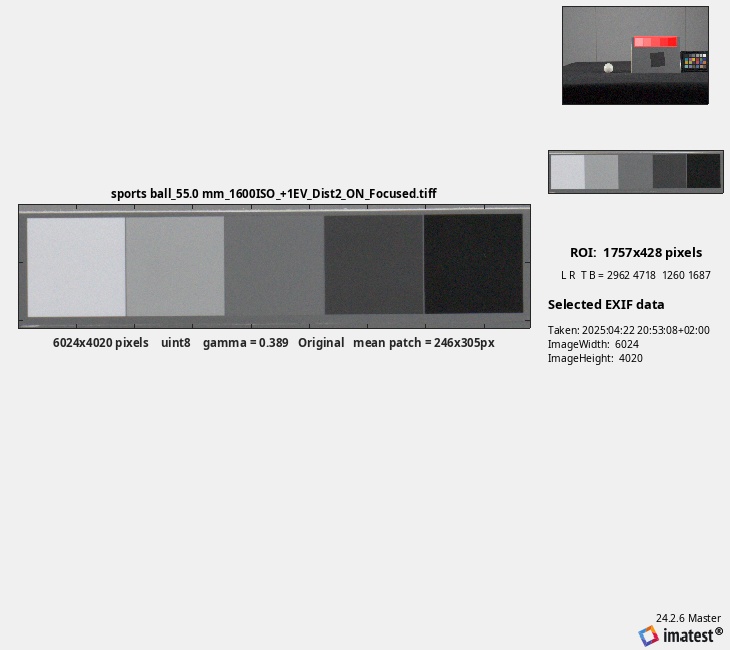 sports ball_55.0 mm_1600ISO_+1EV_Dist2_ON_Focused.tiff
6024x4020 pixels    uint8    gamma = 0.389   Original   mean patch = 246x305px
ROI:  1757x428 pixels
L R  T B = 2962 4718  1260 1687
Selected EXIF data
Taken: 2025:04:22 20:53:08+02:00
ImageWidth:  6024
ImageHeight:  4020
24.2.6 Master
imatest®